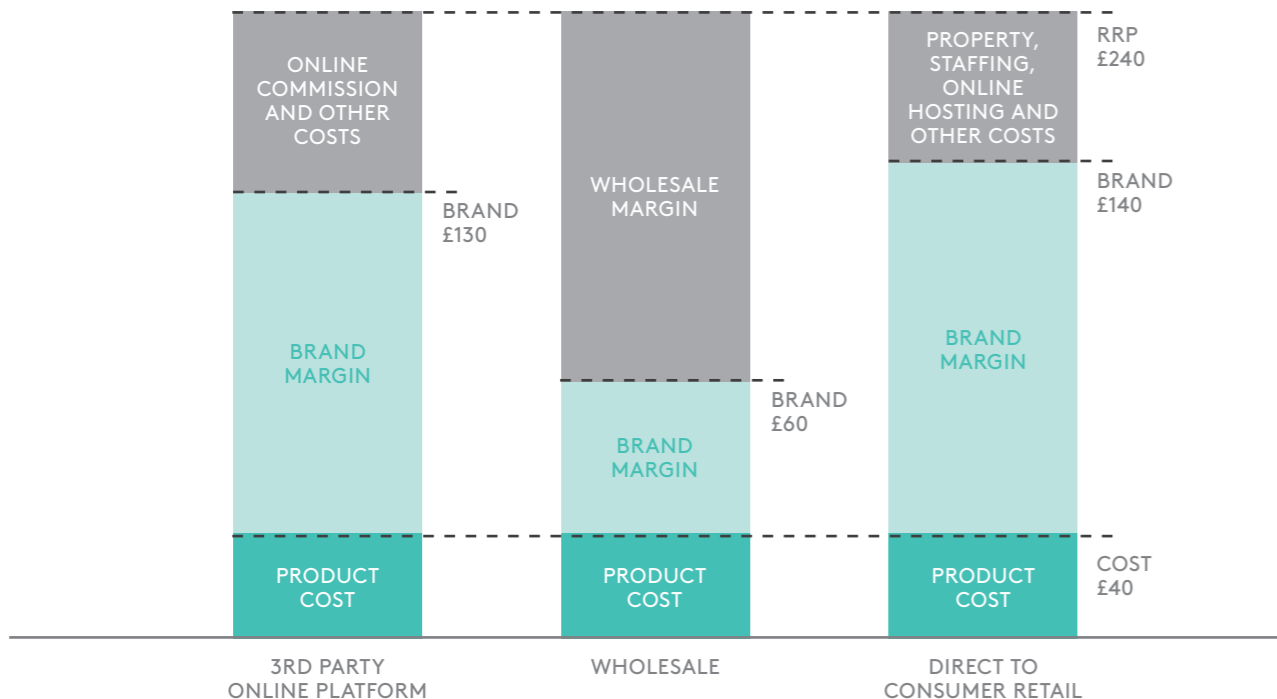 ONLINE
COMMISSION
AND OTHER
COSTS
BRAND
£130
BRAND
MARGIN
PRODUCT
COST
3RD PARTY
ONLINE PLATFORM
WHOLESALE
MARGIN
BRAND
£60
BRAND
MARGIN
PRODUCT
COST
WHOLESALE
PROPERTY,
STAFFING,
ONLINE
HOSTING AND
OTHER COSTS
RRP
£240
BRAND
£140
BRAND
MARGIN
PRODUCT
COST
COST
£40
DIRECT TO
CONSUMER RETAIL